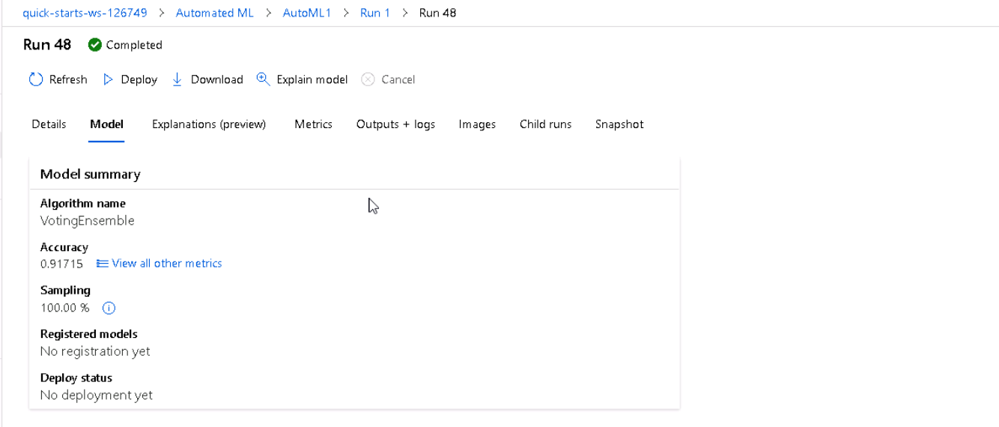 quick-starts-ws-126749 > Automated ML > AutoML1 > Run 1 > Run 48
Run 48 Completed
Refresh Deploy Download Explain model Cancel
Details Model Explanations (preview) Metrics Outputs + logs Images Child runs Snapshot
Model summary
Algorithm name
VotingEnsemble
Accuracy
0.91715 View all other metrics
Sampling
100.00 %
Registered models
No registration yet
Deploy status
No deployment yet